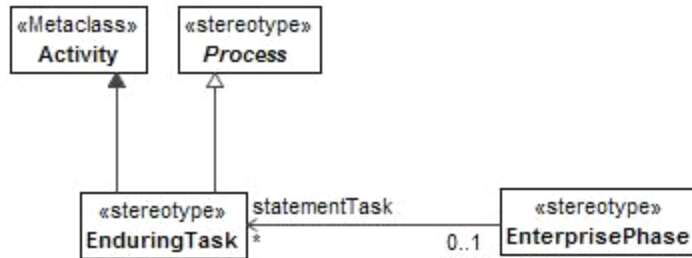 «Metaclass»
Activity
«stereotype»
Process
«stereotype»
EnduringTask
statementTask
*
0..1
«stereotype»
EnterprisePhase